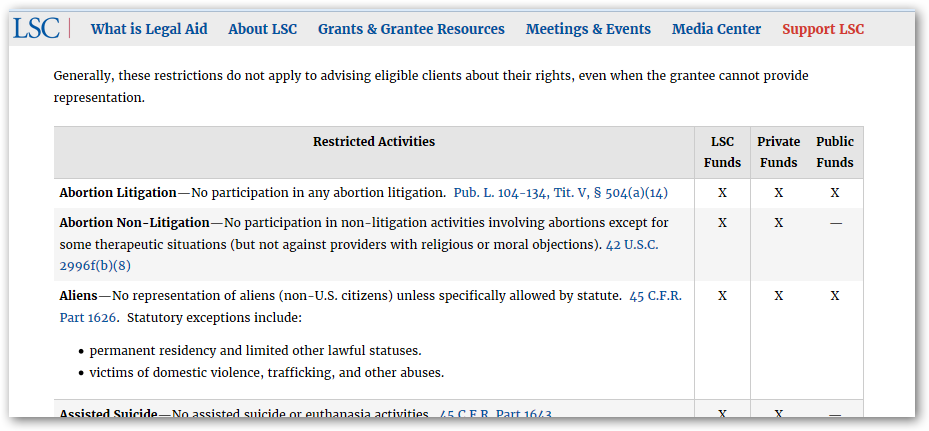 LSC
What is Legal Aid About LSC Grants & Grantee Resources Meetings & Events Media Center Support LSC
Generally, these restrictions do not apply to advising eligible clients about their rights, even when the grantee cannot provide
representation.
Restricted Activities LSC Funds Private Funds Public Funds
Abortion Litigation—No participation in any abortion litigation. Pub. L. 104-134, Tit. V, § 504(a)(14) X X X
Abortion Non-Litigation—No participation in non-litigation activities involving abortions except for X X —
some therapeutic situations (but not against providers with religious or moral objections). 42 U.S.C.
2996f(b)(8)
Aliens—No representation of aliens (non-U.S. citizens) unless specifically allowed by statute. 45 C.F.R. X X X
Part 1626. Statutory exceptions include:
• permanent residency and limited other lawful statuses.
• victims of domestic violence, trafficking, and other abuses.
Assisted Suicide—No assisted suicide or euthanasia activities. 45 C.F.R. Part 1643 X X —